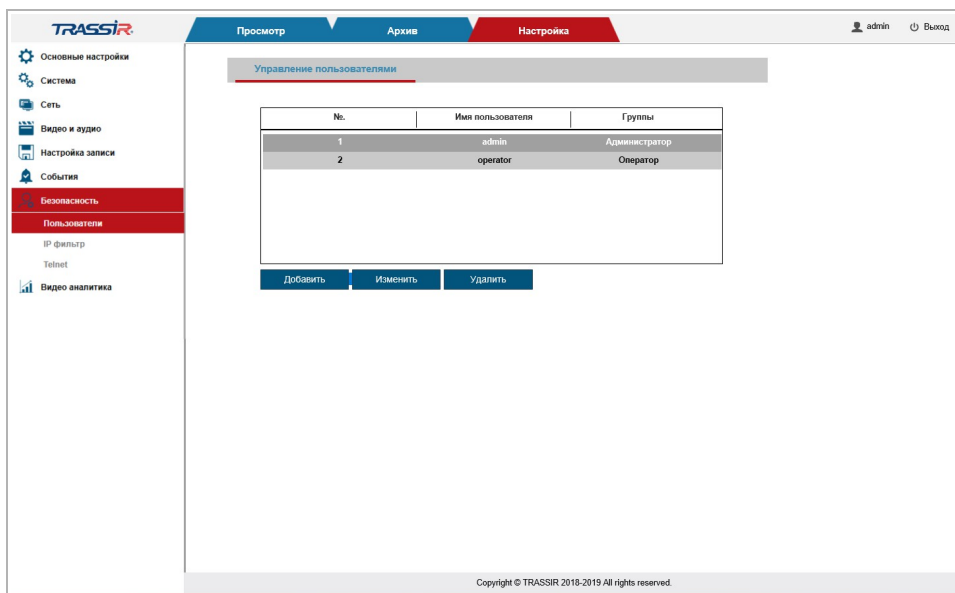 TRASSIR
Просмотр
Архив
Настройка
admin
Выход
Основные настройки
Система
Сеть
Видео и аудио
Настройка записи
События
Безопасность
Пользователи
IP фильтр
Telnet
Видео аналитика
Управление пользователями
№. Имя пользователя Группы
1 admin Администратор
2 operator Оператор
Добавить Изменить Удалить
Copyright © TRASSIR 2018-2019 All rights reserved.